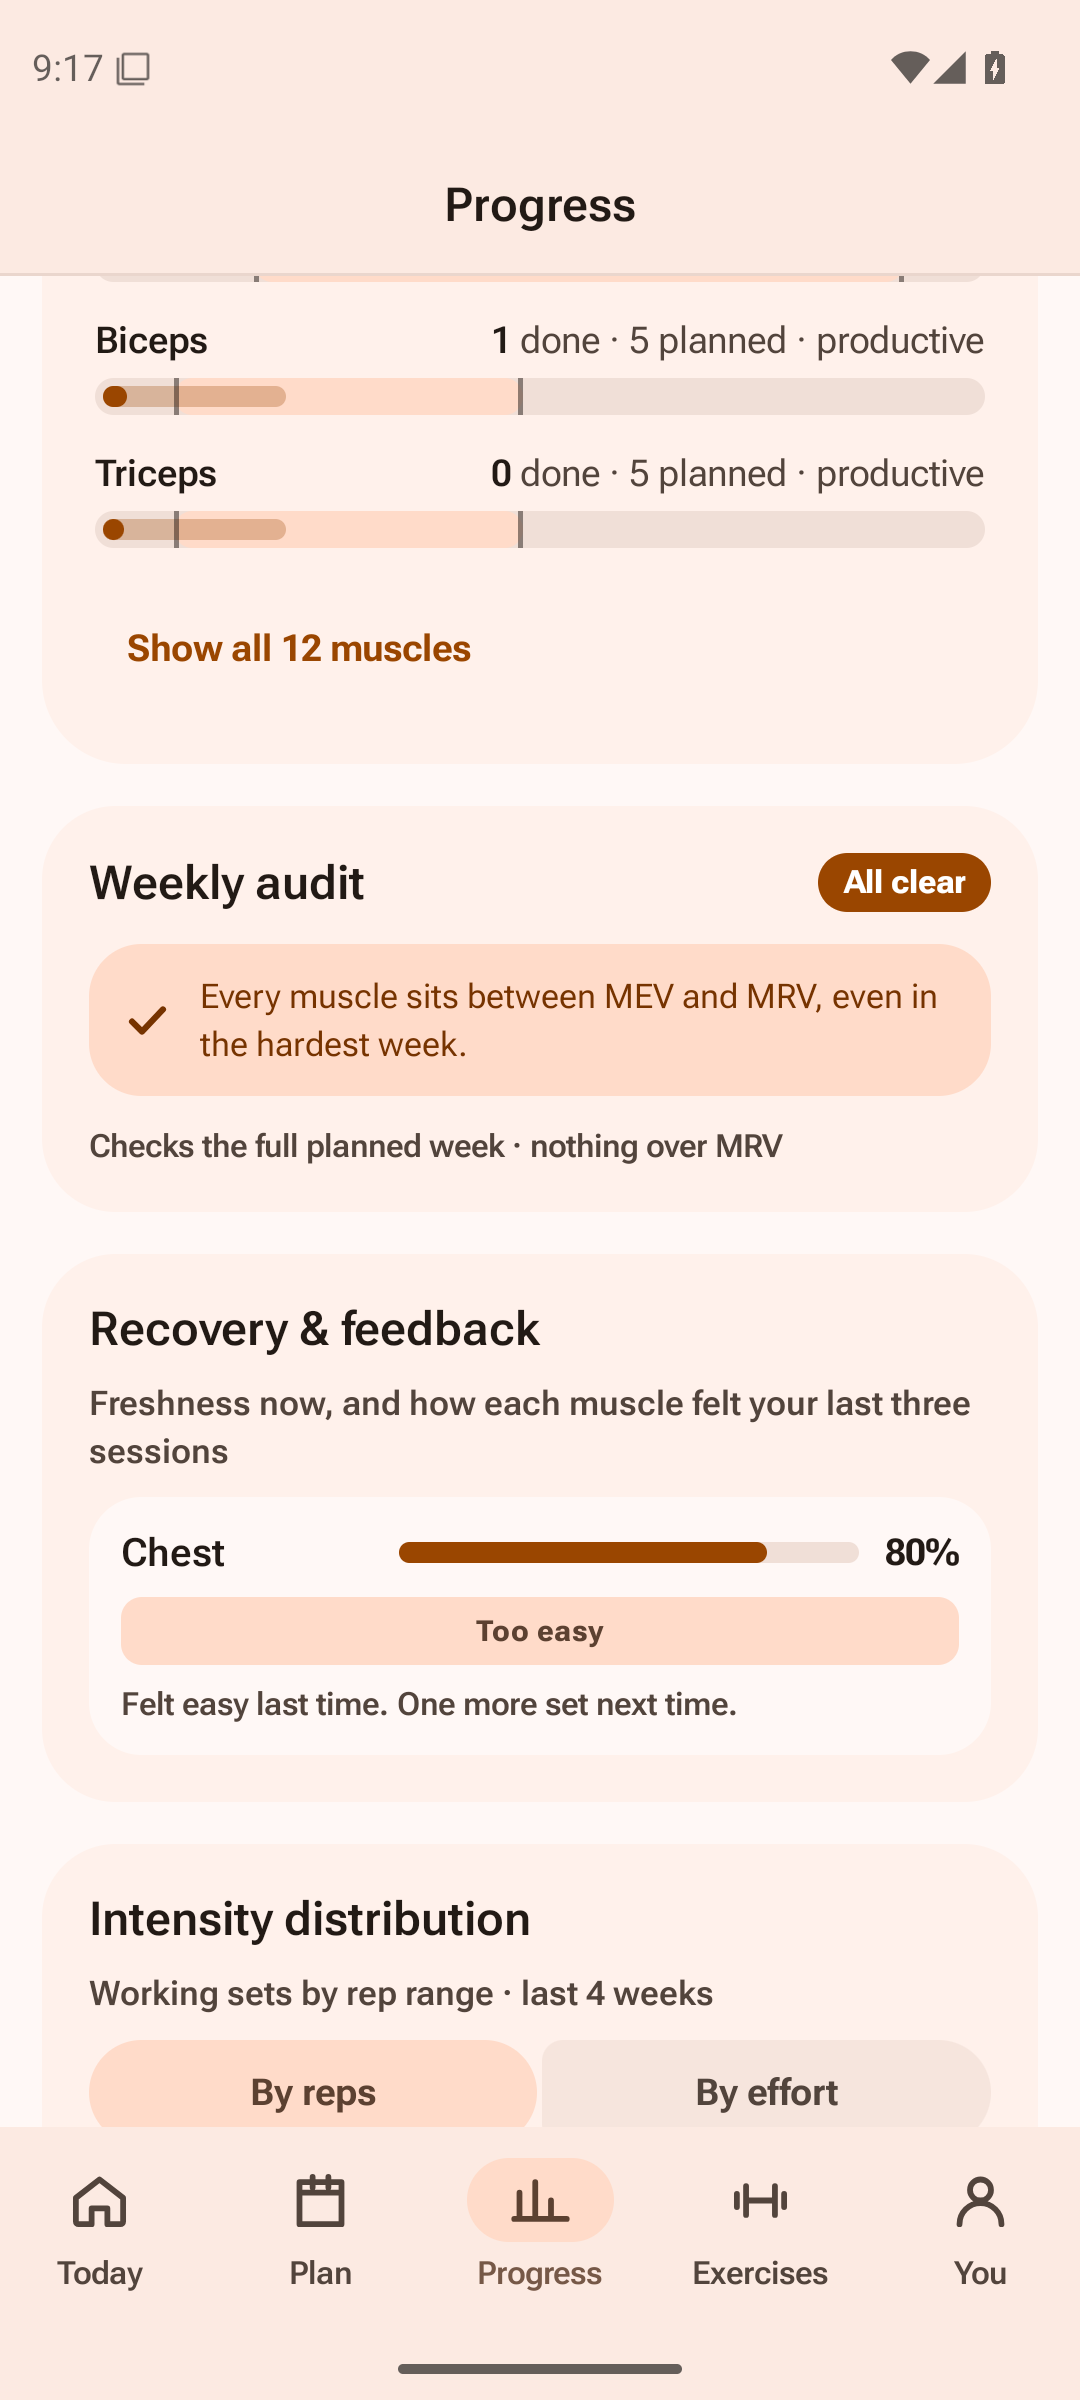 9:17
Progress
Biceps
1 done · 5 planned · productive
Triceps
0 done · 5 planned · productive
Show all 12 muscles
Weekly audit
All clear
Every muscle sits between MEV and MRV, even in
the hardest week.
Checks the full planned week · nothing over MRV
Recovery & feedback
Freshness now, and how each muscle felt your last three
sessions
Chest
80%
Too easy
Felt easy last time. One more set next time.
Intensity distribution
Working sets by rep range · last 4 weeks
By reps
By effort
Today
Plan
Progress
Exercises
You